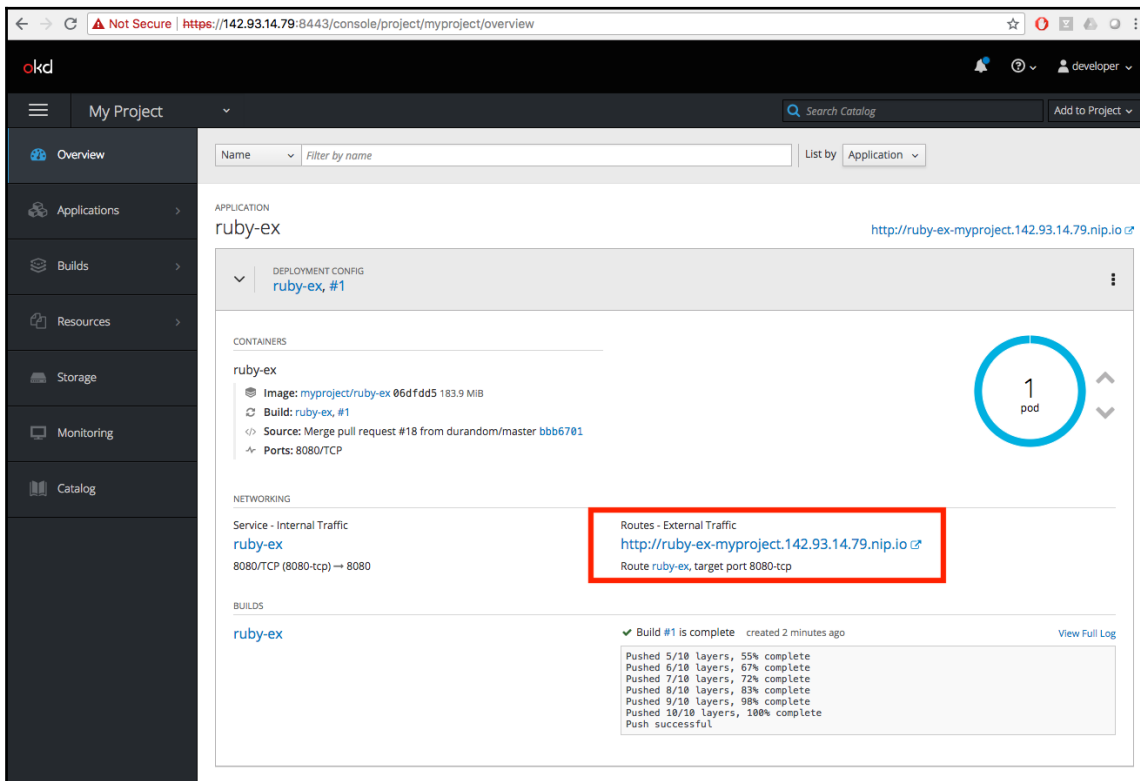 Not Secure | https://142.93.14.79:8443/console/project/myproject/overview
okd
developer
My Project
Search Catalog
Add to Project
Overview
Name
Filter by name
List by
Application
Applications
APPLICATION
ruby-ex
http://ruby-ex-myproject.142.93.14.79.nip.io
Builds
DEPLOYMENT CONFIG
ruby-ex, #1
Resources
CONTAINERS
ruby-ex
Image: myproject/ruby-ex 06dfdd5 183.9 MiB
Build: ruby-ex, #1
Source: Merge pull request #18 from durandom/master bbb6701
Ports: 8080/TCP
1
pod
Storage
Monitoring
Catalog
NETWORKING
Service - Internal Traffic
ruby-ex
8080/TCP (8080-tcp) → 8080
Routes - External Traffic
http://ruby-ex-myproject.142.93.14.79.nip.io
Route ruby-ex, target port 8080-tcp
BUILDS
ruby-ex
Build #1 is complete created 2 minutes ago
View Full Log
Pushed 5/10 layers, 55% complete
Pushed 6/10 layers, 67% complete
Pushed 7/10 layers, 72% complete
Pushed 8/10 layers, 83% complete
Pushed 9/10 layers, 98% complete
Pushed 10/10 layers, 100% complete
Push successful